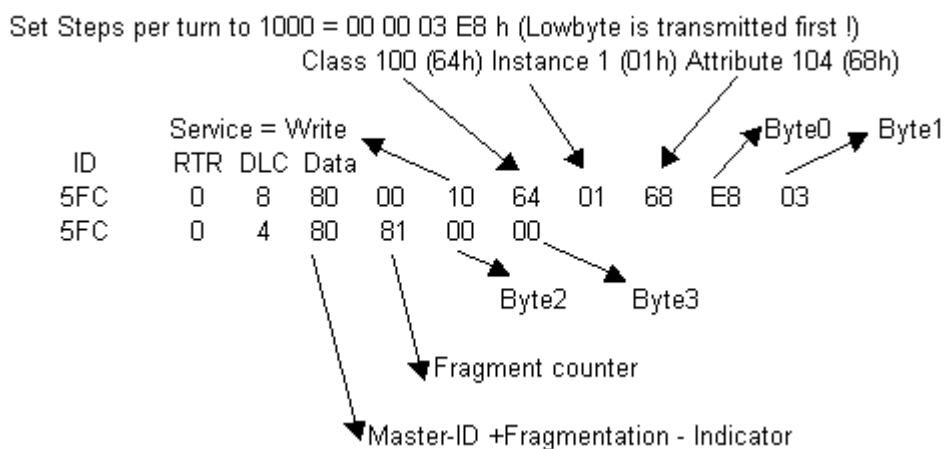 Set Steps per turn to 1000 = 00 00 03 E8 h (Lowbyte is transmitted first !)
Class 100 (64h) Instance 1 (01h) Attribute 104 (68h)
Service = Write
Byte0 Byte1
ID RTR DLC Data
5FC 0 8 80 00 10 64 01 68 E8 03
5FC 0 4 80 81 00 00
Byte2 Byte3
Fragment counter
Master-ID +Fragmentation - Indicator